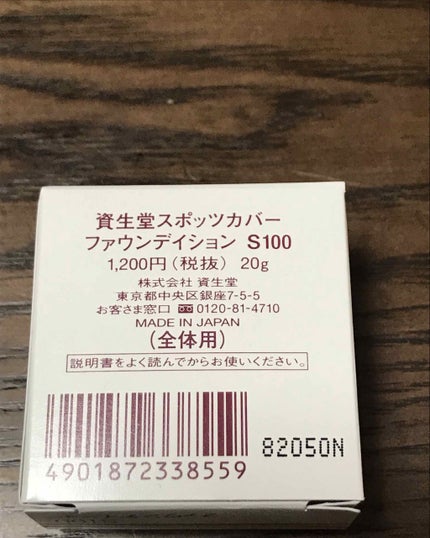 資生堂スポッツカバー
ファウンデイション S100
1,200円（税抜） 20g
株式会社 資生堂
東京都中央区銀座7-5-5
お客さま窓口 0120-81-4710
MADE IN JAPAN
（全体用）
説明書をよく読んでからお使いください。
82050N
4901872338559